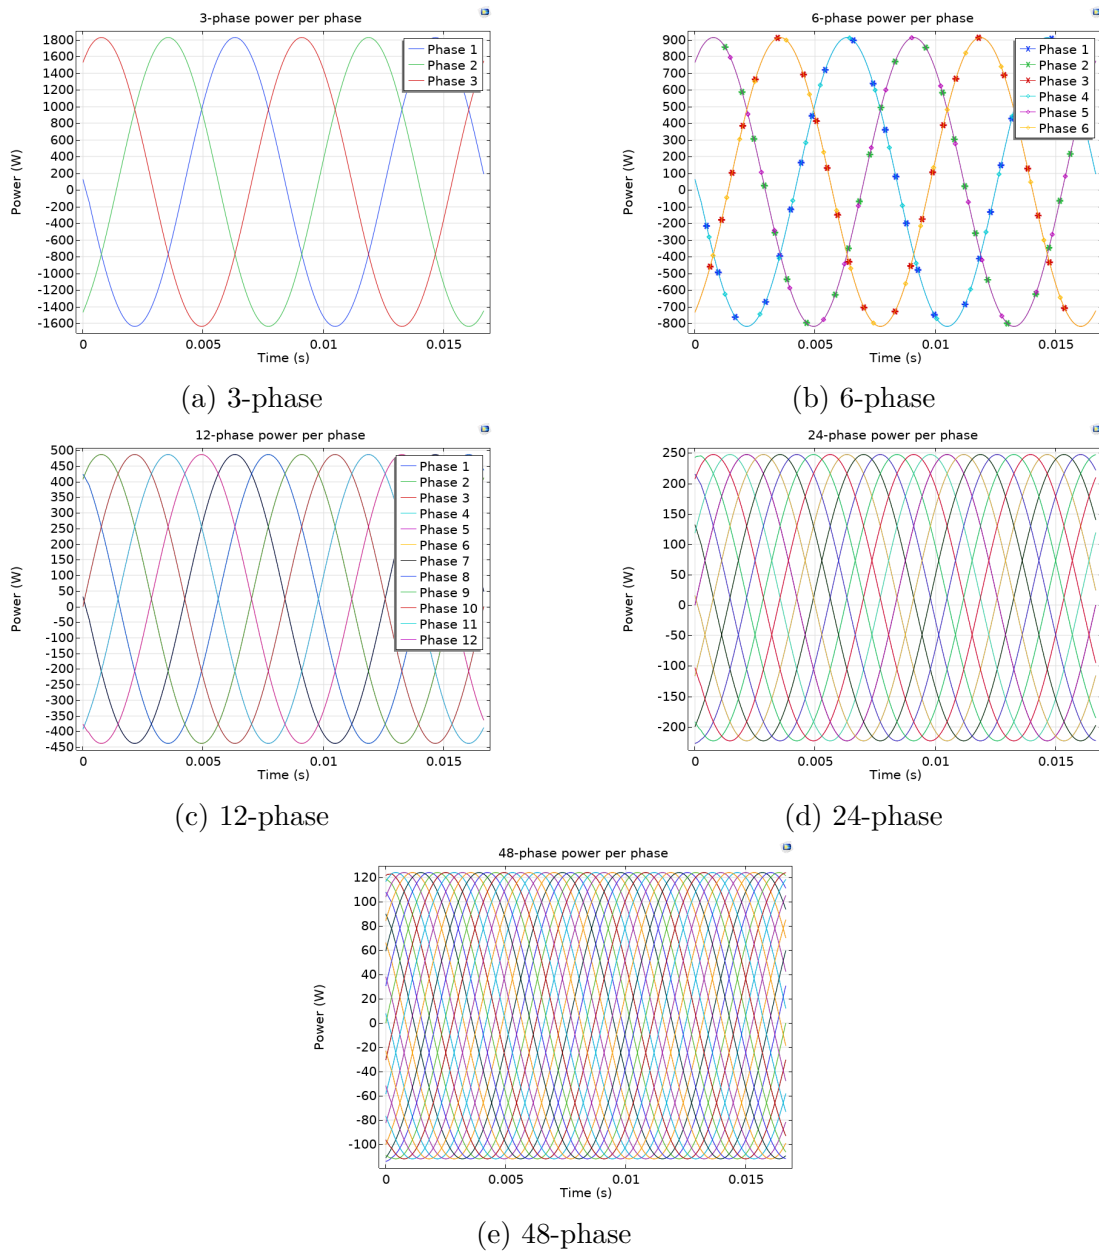 3-phase power per phase
1800
1600
1400
1200
1000
800
600
400
200
0
-200
-400
-600
-800
-1000
-1200
-1400
-1600
Power (W)
Phase 1
Phase 2
Phase 3
0 0.005 0.01 0.015
Time (s)
(a) 3-phase
6-phase power per phase
900
800
700
600
500
400
300
200
100
0
-100
-200
-300
-400
-500
-600
-700
-800
Power (W)
Phase 1
Phase 2
Phase 3
Phase 4
Phase 5
Phase 6
0 0.005 0.01 0.015
Time (s)
(b) 6-phase
12-phase power per phase
500
450
400
350
300
250
200
150
100
50
0
-50
-100
-150
-200
-250
-300
-350
-400
-450
Power (W)
Phase 1
Phase 2
Phase 3
Phase 4
Phase 5
Phase 6
Phase 7
Phase 8
Phase 9
Phase 10
Phase 11
Phase 12
0 0.005 0.01 0.015
Time (s)
(c) 12-phase
24-phase power per phase
250
200
150
100
50
0
-50
-100
-150
-200
Power (W)
0 0.005 0.01 0.015
Time (s)
(d) 24-phase
48-phase power per phase
120
100
80
60
40
20
0
-20
-40
-60
-80
-100
Power (W)
0 0.005 0.01 0.015
Time (s)
(e) 48-phase